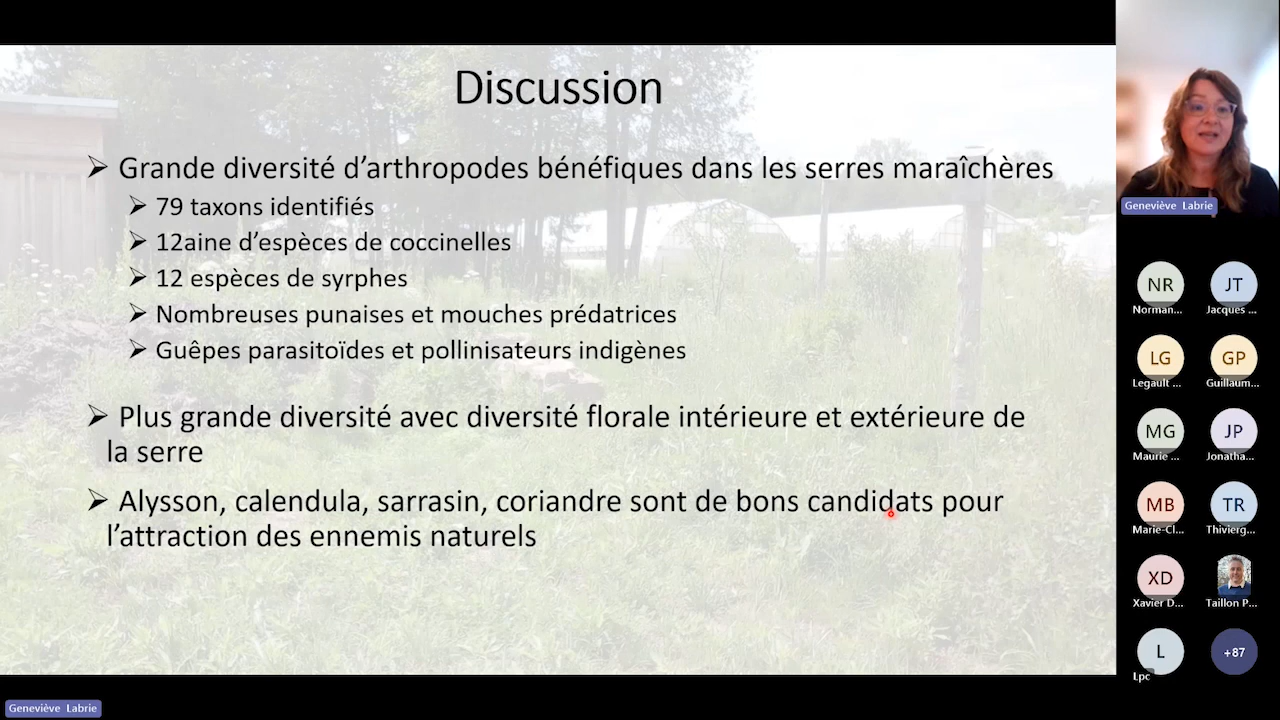 Discussion
➢ Grande diversité d’arthropodes bénéfiques dans les serres maraîchères
➢ 79 taxons identifiés
➢ 12aine d’espèces de coccinelles
➢ 12 espèces de syrphes
➢ Nombreuses punaises et mouches prédatrices
➢ Guêpes parasitoïdes et pollinisateurs indigènes
➢ Plus grande diversité avec diversité florale intérieure et extérieure de
la serre
➢ Alysson, calendula, sarrasin, coriandre sont de bons candidats pour
l’attraction des ennemis naturels
Geneviève Labrie
NR JT
Norman... Jacques ...
LG GP
Legault ... Guillaum...
MG JP
Maurie ... Jonatha...
MB TR
Marie-Cl... Thivierg...
XD
Xavier D... Taillon P...
L +87
Lpc
Geneviève Labrie